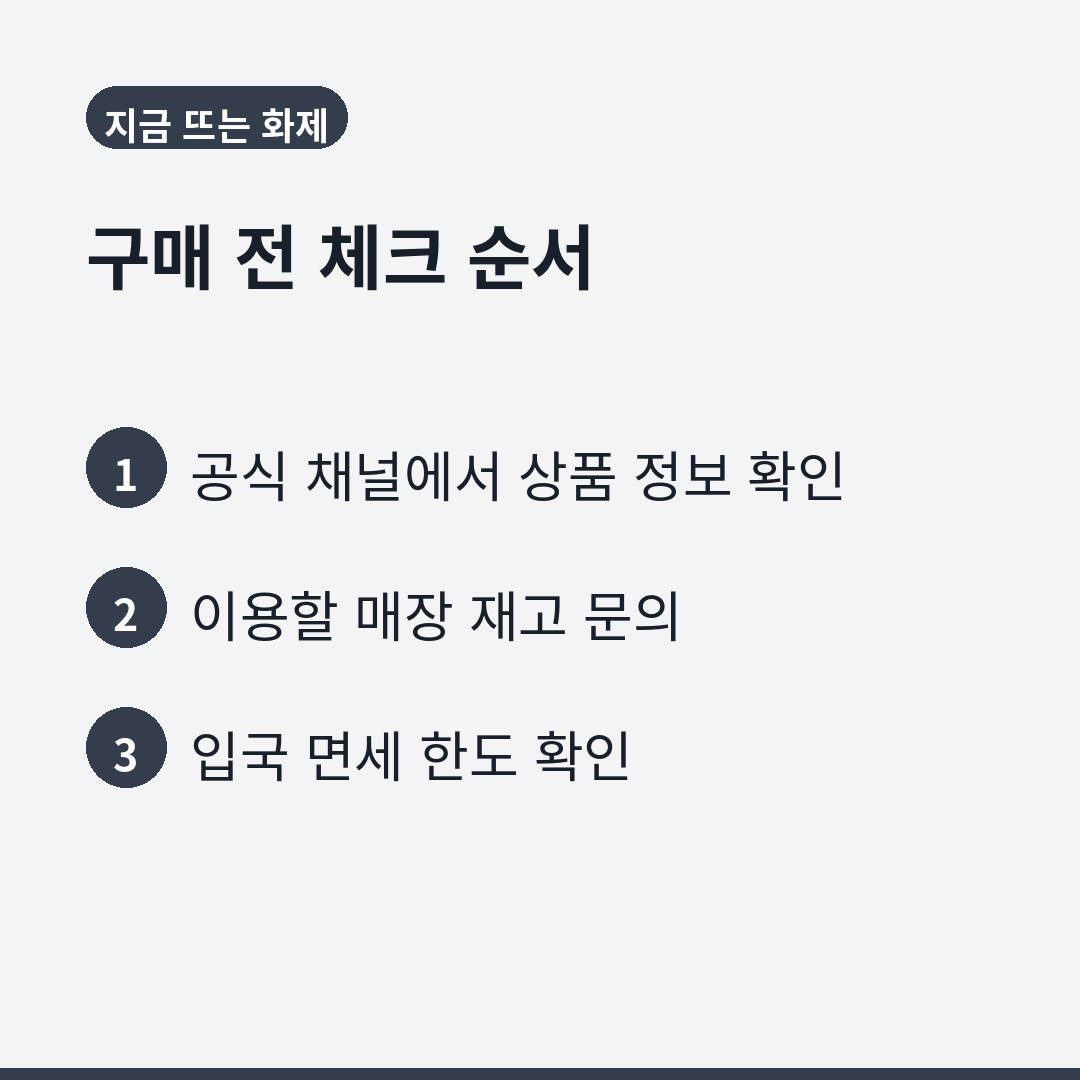 지금 뜨는 화제
구매 전 체크 순서
1 공식 채널에서 상품 정보 확인
2 이용할 매장 재고 문의
3 입국 면세 한도 확인